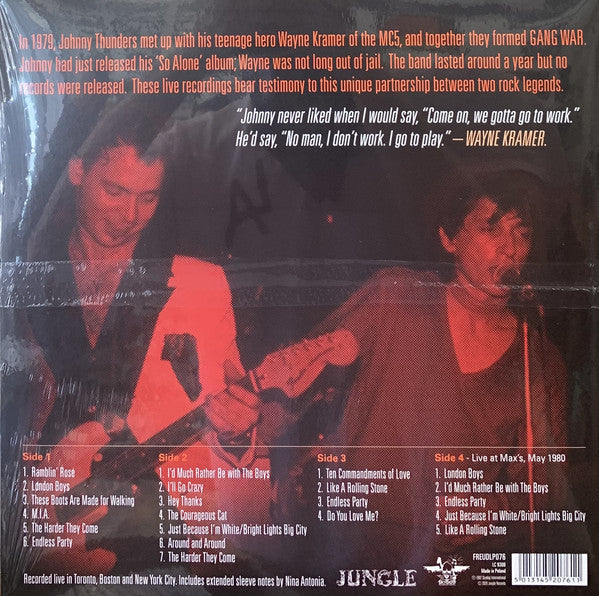 In 1979, Johnny Thunders met up with his teenage hero Wayne Kramer of the MC5, and together they formed GANG WAR.
Johnny had just released his 'So Alone' album; Wayne was not long out of jail. The band lasted around a year but no
records were released. These live recordings bear testimony to this unique partnership between two rock legends.
"Johnny never liked when I would say, "Come on, we gotta go to work."
He'd say, "No man, I don't work. I go to play." – WAYNE KRAMER.
Side 1
1. Ramblin' Rose
2. London Boys
3. These Boots Are Made for Walking
4. M.I.A.
5. The Harder They Come
6. Endless Party
Side 2
1. I'd Much Rather Be with The Boys
2. I'll Go Crazy
3. Hey Thanks
4. The Courageous Cat
5. Just Because I'm White/Bright Lights Big City
6. Around and Around
7. The Harder They Come
Side 3
1. Ten Commandments of Love
2. Like A Rolling Stone
3. Endless Party
4. Do You Love Me?
Side 4 - Live at Max's, May 1980
1. London Boys
2. I'd Much Rather Be with The Boys
3. Endless Party
4. Just Because I'm White/Bright Lights Big City
5. Like A Rolling Stone
Recorded live in Toronto, Boston and New York City. Includes extended sleeve notes by Nina Antonia.
JUNGLE
FREUDLP076
LC 9308
Made in Poland
5 013145 207611